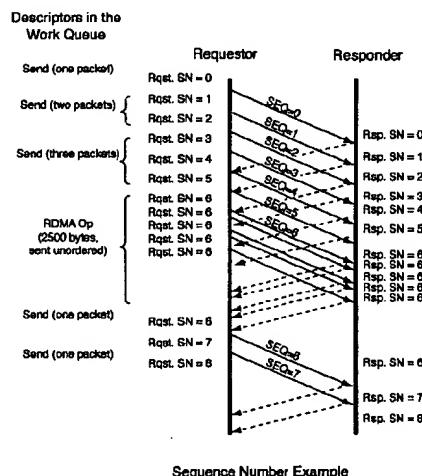 Descriptors in the
Work Queue
Requestor
Responder
Send (one packet)
Send (two packets)
Send (three packets)
RDMA Op
(2500 bytes,
sent unordered)
Send (one packet)
Send (one packet)
Rqst. SN = 0
Rqst. SN = 1
Rqst. SN = 2
Rqst. SN = 3
Rqst. SN = 4
Rqst. SN = 5
Rqst. SN = 6
Rqst. SN = 6
Rqst. SN = 6
Rqst. SN = 6
Rqst. SN = 6
Rqst. SN = 6
Rqst. SN = 7
Rqst. SN = 8
SEQ=0
SEQ=1
SEQ=2
SEQ=3
SEQ=4
SEQ=5
SEQ=6
SEQ=6
SEQ=7
Rsp. SN = 0
Rsp. SN = 1
Rsp. SN = 2
Rsp. SN = 3
Rsp. SN = 4
Rsp. SN = 5
Rsp. SN = 6
Rsp. SN = 6
Rsp. SN = 6
Rsp. SN = 6
Rsp. SN = 6
Rsp. SN = 6
Rsp. SN = 7
Rsp. SN = 8
Sequence Number Example